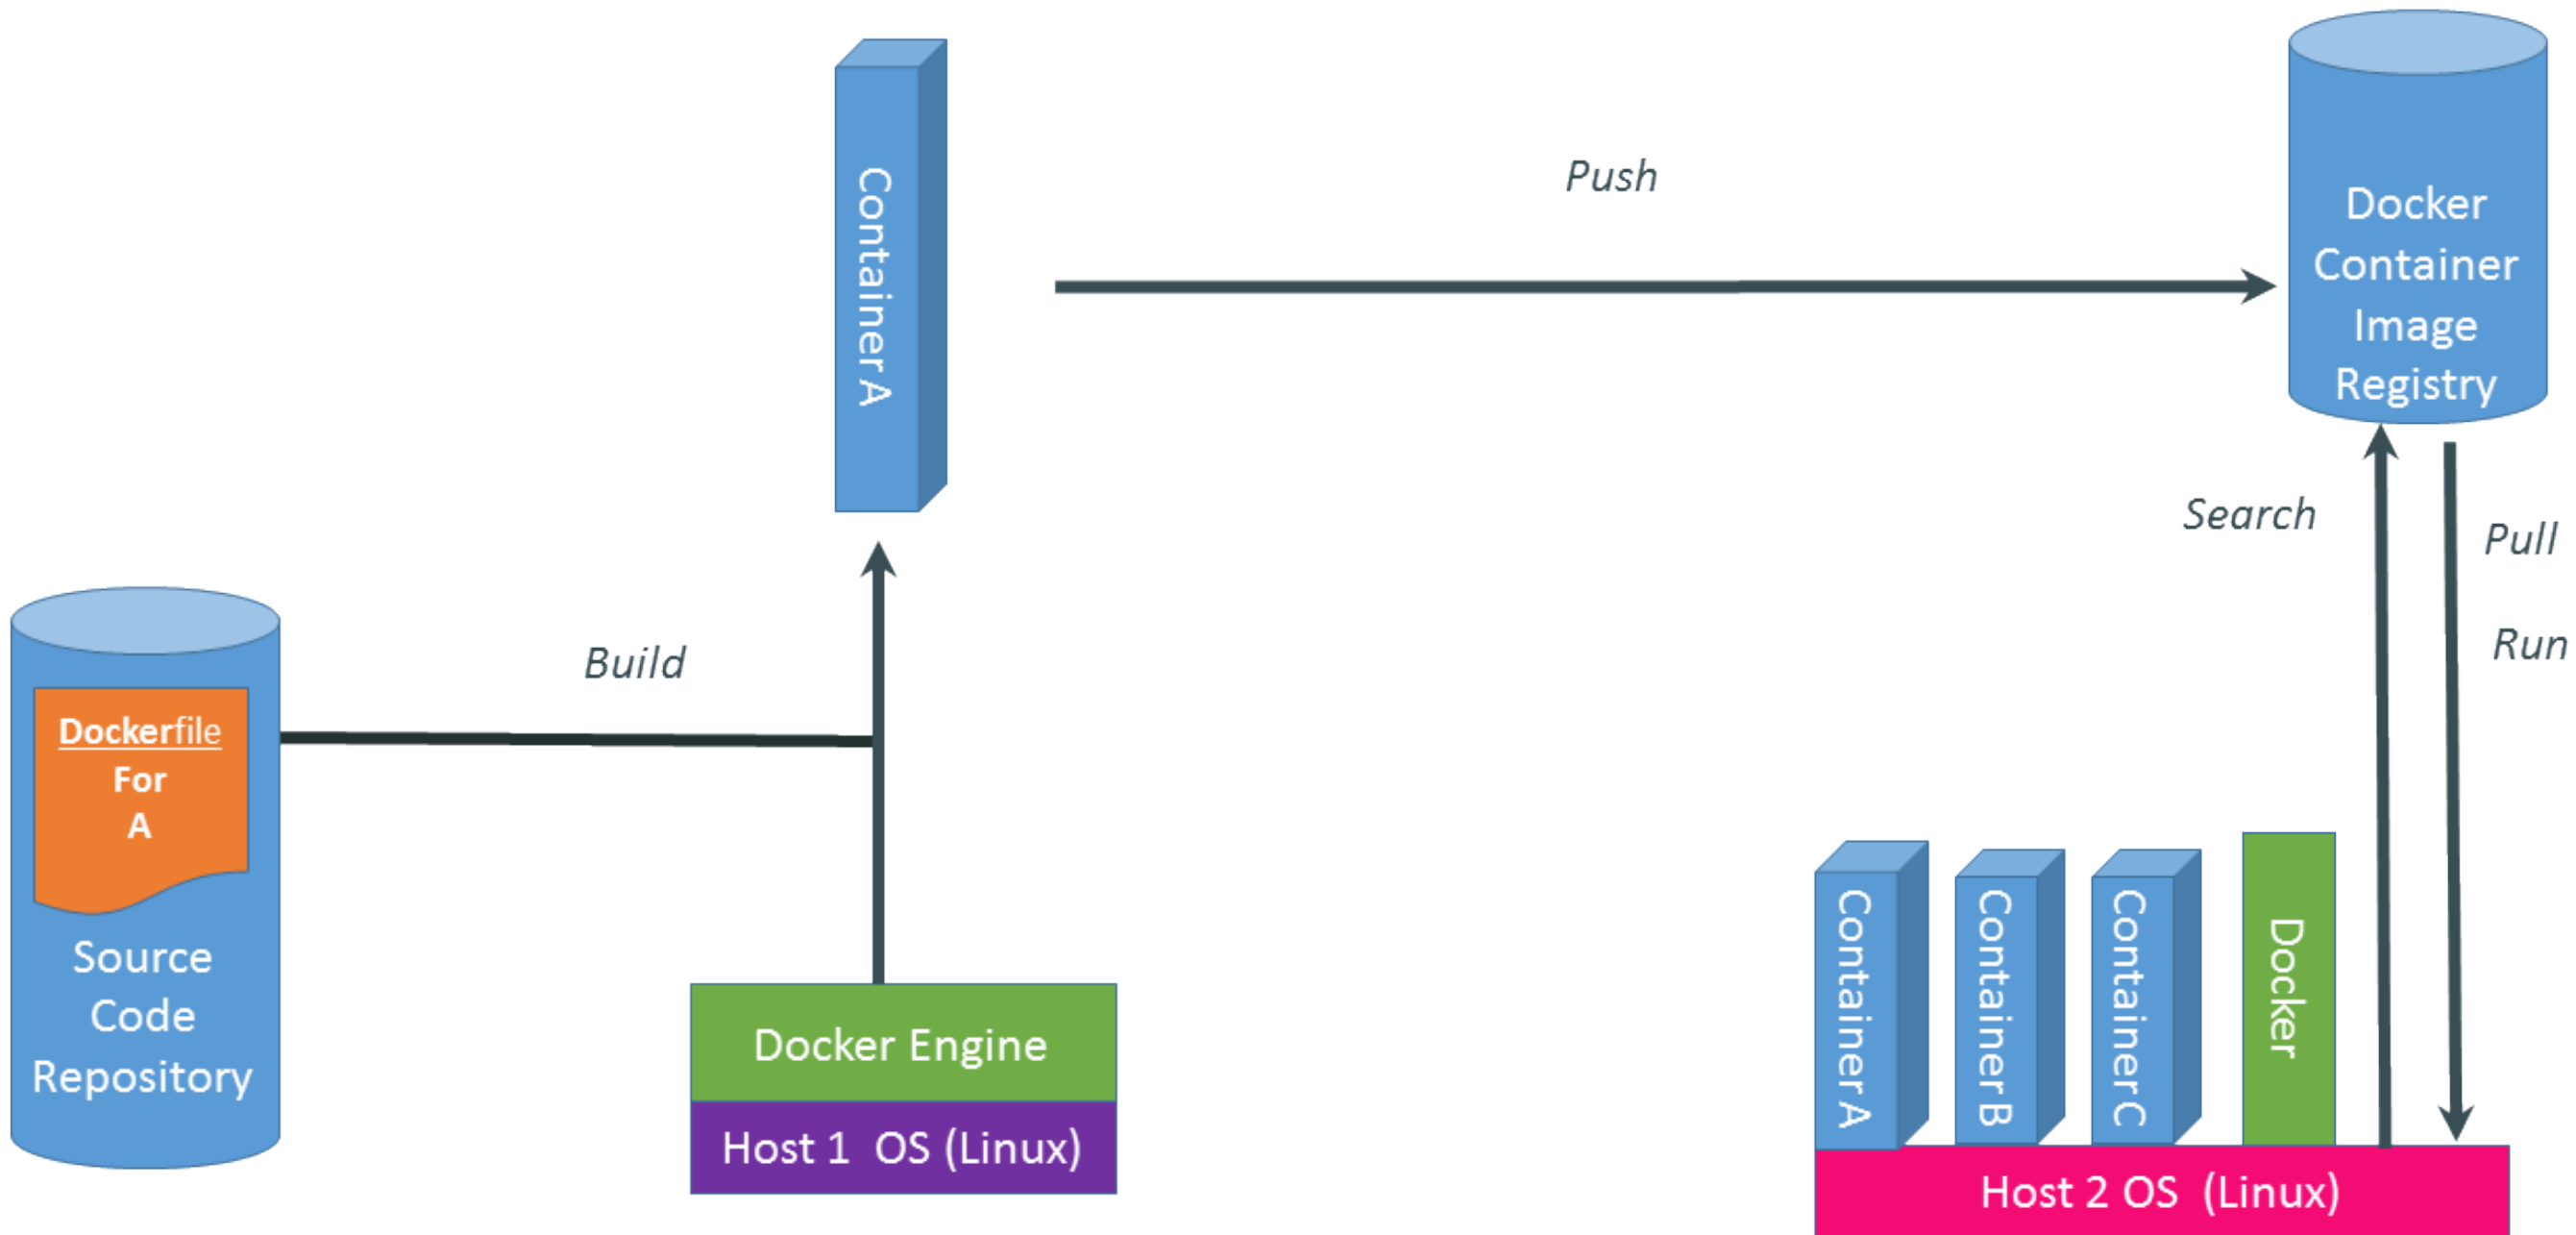 Container A
Push
Docker
Container
Image
Registry
Search
Pull
Run
Build
Dockerfile
For
A
Source
Code
Repository
Docker Engine
Host 1  OS (Linux)
Container A
Container B
Container C
Docker
Host 2 OS  (Linux)